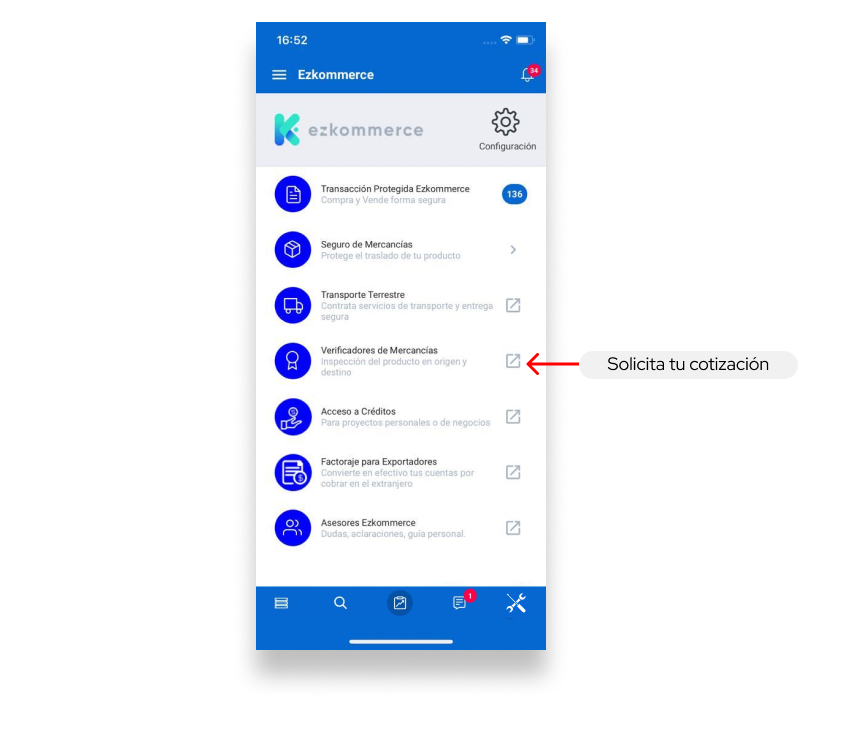 16:52
Ezkommerce
34
ezkommerce
Configuración
Transacción Protegida Ezkommerce
Compra y Vende forma segura
136
Seguro de Mercancías
Protege el traslado de tu producto
Transporte Terrestre
Contrata servicios de transporte y entrega
segura
Verificadores de Mercancías
Inspección del producto en origen y
destino
Solicita tu cotización
Acceso a Créditos
Para proyectos personales o de negocios
Factoraje para Exportadores
Convierte en efectivo tus cuentas por
cobrar en el extranjero
Asesores Ezkommerce
Dudas, aclaraciones, guía personal.
1